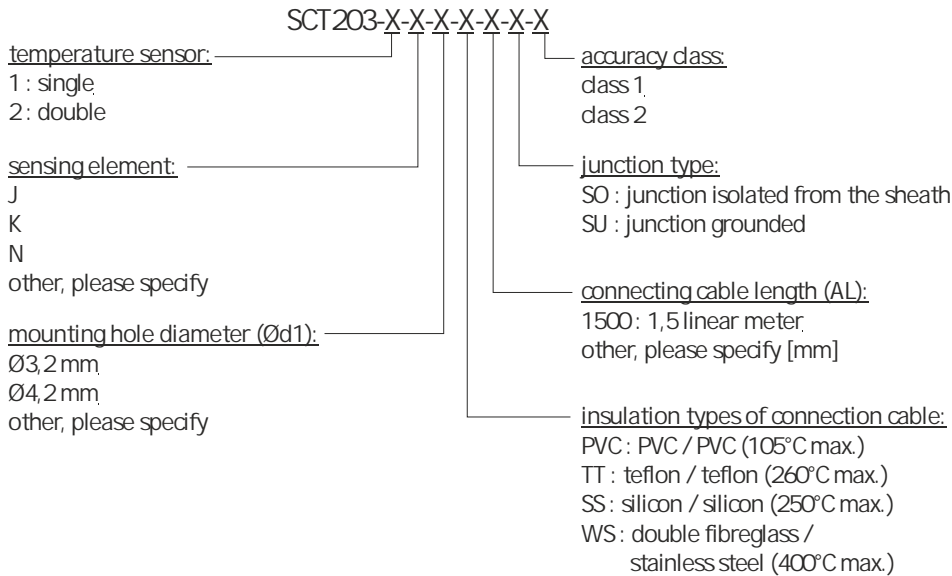 SCT203-X-X-X-X-X-X-X
temperature sensor:
1 : single
2 : double
sensing element:
J
K
N
other, please specify
mounting hole diameter (Ød1):
Ø3,2 mm
Ø4,2 mm
other, please specify
accuracy class:
class 1
class 2
junction type:
SO : junction isolated from the sheath
SU : junction grounded
connecting cable length (AL):
1500 : 1,5 linear meter
other, please specify [mm]
insulation types of connection cable:
PVC : PVC / PVC (105°C max.)
TT : teflon / teflon (260°C max.)
SS : silicon / silicon (250°C max.)
WS : double fibreglass /
stainless steel (400°C max.)